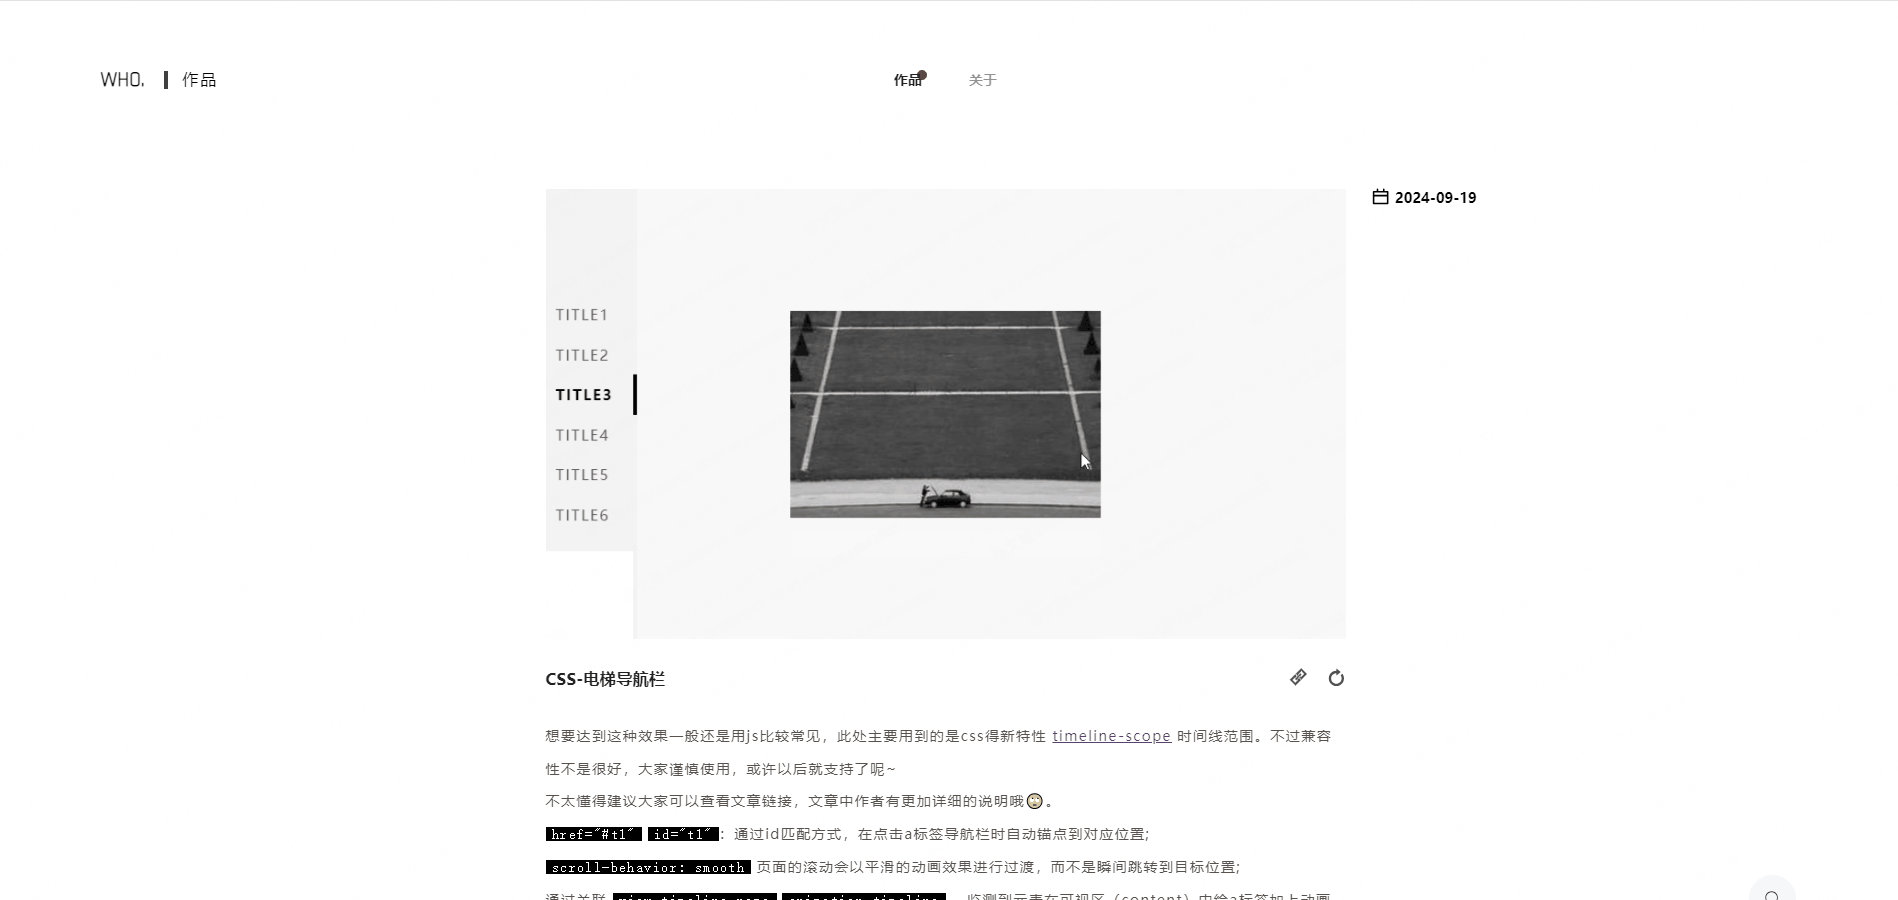 WHO. 作品
作品 关于
2024-09-19
TITLE1
TITLE2
TITLE3
TITLE4
TITLE5
TITLE6
CSS-电梯导航栏
想要达到这种效果一般还是用js比较常见，此处主要用到的是css得新特性 timeline-scope 时间线范围。不过兼容
性不是很好，大家谨慎使用，或许以后就支持了呢~
不太懂得建议大家可以查看文章链接，文章中作者有更加详细的说明哦🙄。
href="#t1" id="t1"：通过id匹配方式，在点击a标签导航栏时自动锚点到对应位置;
scroll-behavior: smooth 页面的滚动会以平滑的动画效果进行过渡，而不是瞬间跳转到目标位置;
通过关联 view-timeline-name animation-timeline 监测到元素在可视区（content）内给a标签加上动画